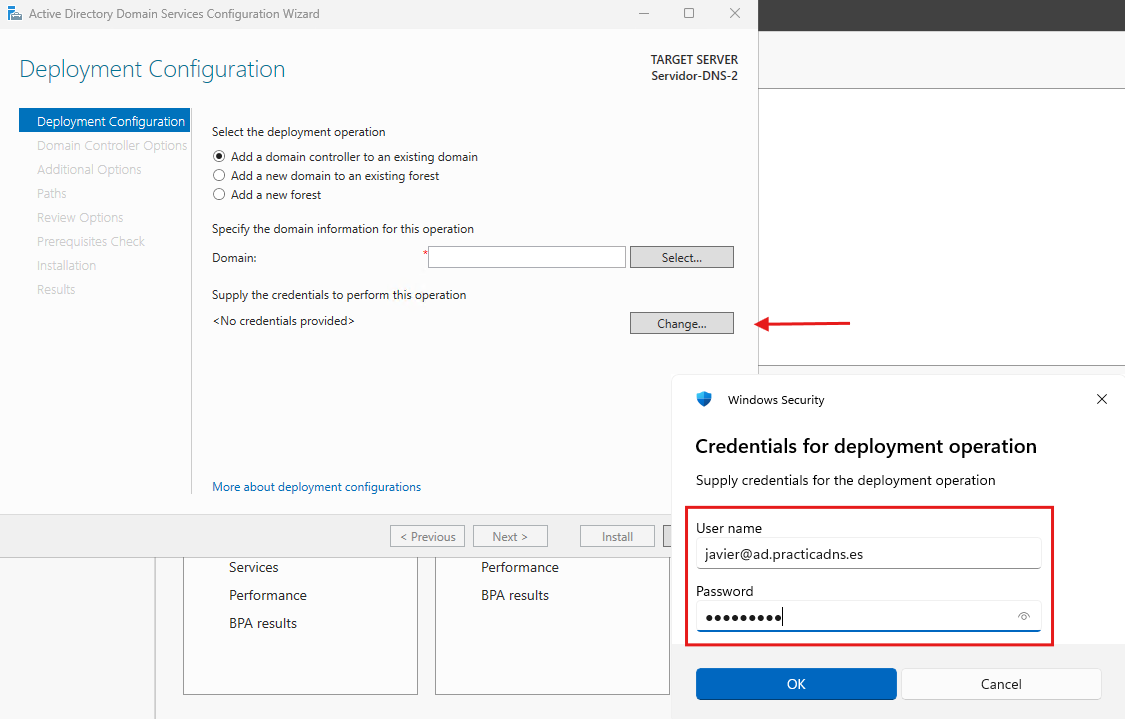 Active Directory Domain Services Configuration Wizard
Deployment Configuration
TARGET SERVER
Servidor-DNS-2
Deployment Configuration
Domain Controller Options
Additional Options
Paths
Review Options
Prerequisites Check
Installation
Results
Select the deployment operation
Add a domain controller to an existing domain
Add a new domain to an existing forest
Add a new forest
Specify the domain information for this operation
Domain:
*
Select...
Supply the credentials to perform this operation
<No credentials provided>
Change...
More about deployment configurations
< Previous
Next >
Install
Services
Performance
BPA results
Performance
BPA results
Windows Security
Credentials for deployment operation
Supply credentials for the deployment operation
User name
javier@ad.practicadns.es
Password
●●●●●●●●●
OK
Cancel